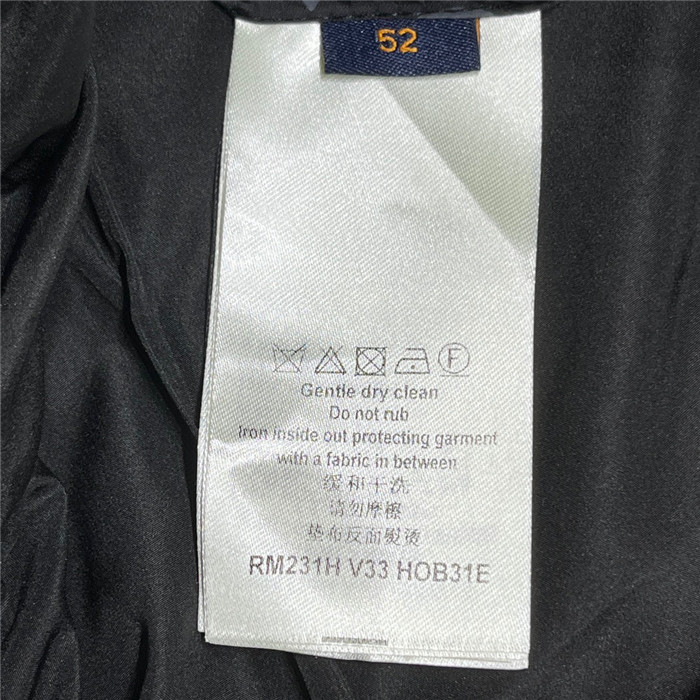 52
F
Gentle dry clean
Do not rub
Iron inside out protecting garment
with a fabric in between
缓和干洗
请勿摩擦
垫布反面熨烫
RM231H V33 HOB31E